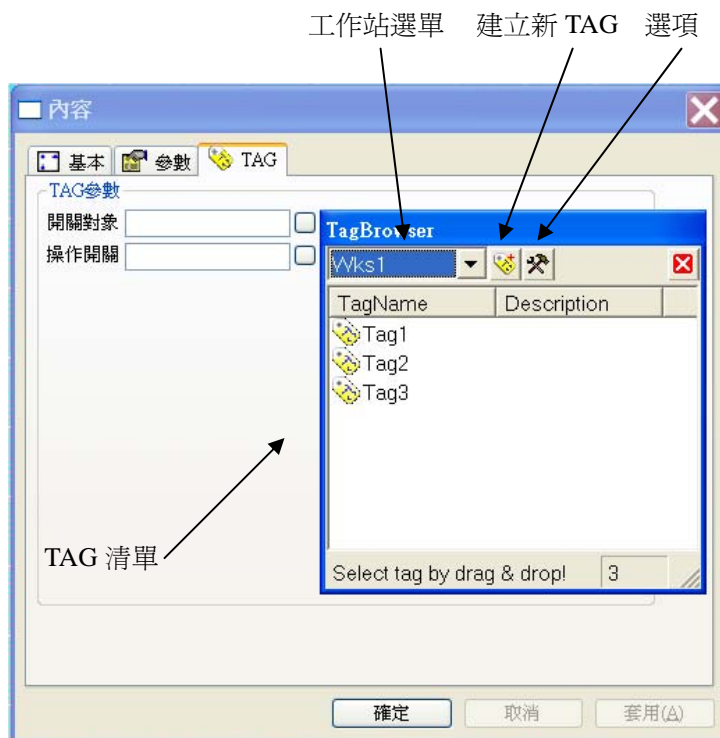 工作站選單 建立新 TAG 選項
內容
基本 參數 TAG
TAG參數
開關對象
操作開關
TagBrowser
Wks1
TagName Description
Tag1
Tag2
Tag3
TAG 清單
Select tag by drag & drop! 3
確定 取消 套用(A)